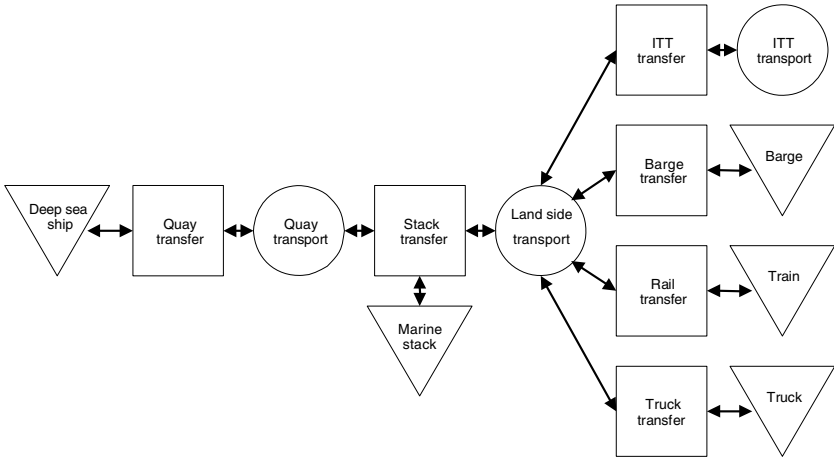 Deep sea
ship
Quay
transfer
Quay
transport
Stack
transfer
Marine
stack
Land side
transport
ITT
transfer
ITT
transport
Barge
transfer
Barge
Rail
transfer
Train
Truck
transfer
Truck